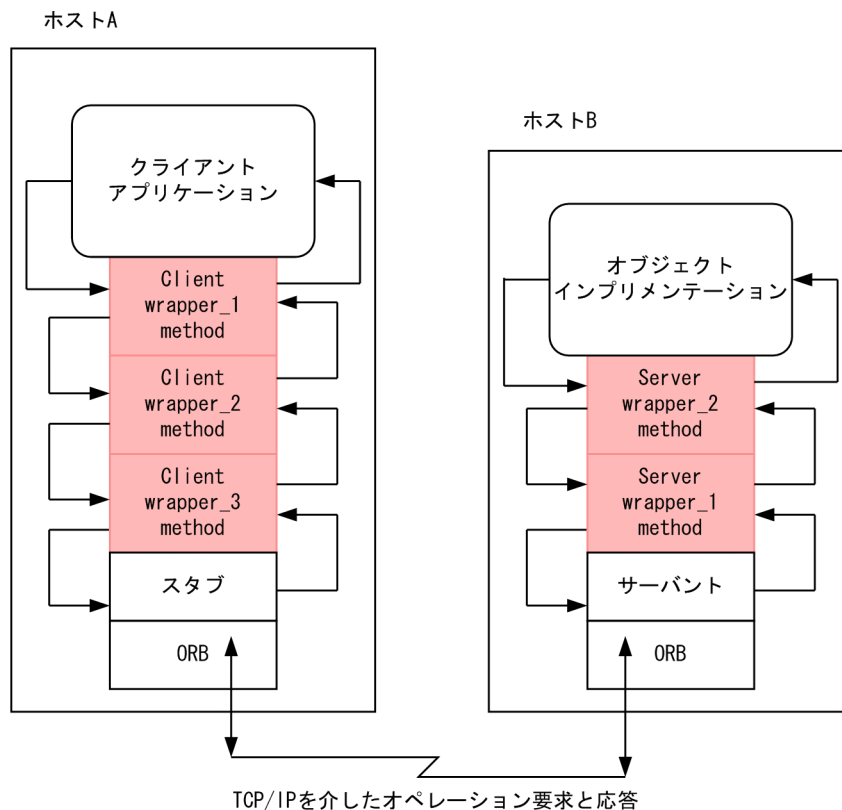 ホストA
クライアント
アプリケーション
Client
wrapper_1
method
Client
wrapper_2
method
Client
wrapper_3
method
スタブ
ORB
ホストB
オブジェクト
インプリメンテーション
Server
wrapper_2
method
Server
wrapper_1
method
サーバント
ORB
TCP/IPを介したオペレーション要求と応答